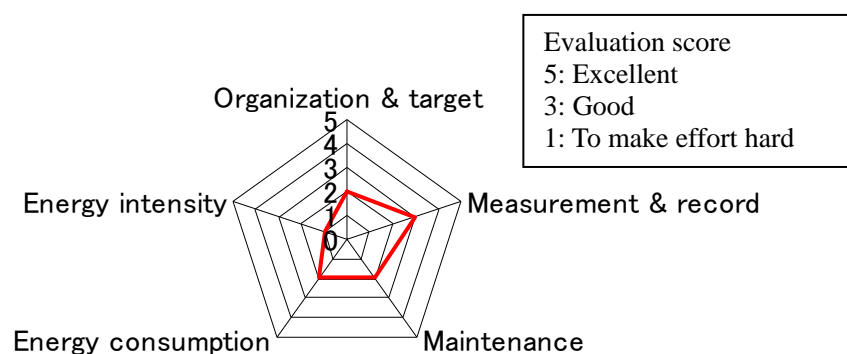 Evaluation score
5: Excellent
3: Good
1: To make effort hard
Organization & target
5
4
3
2
1
0
Energy intensity
Measurement & record
Energy consumption
Maintenance